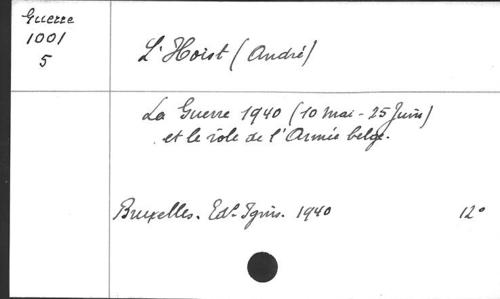 Guerre
1001
5
L'Hoist (André)
La Guerre 1940 (10 Mai - 25 Juin)
et le rôle de l'Armée belge.
Bruxelles. Edt. Ignis. 1940 12°